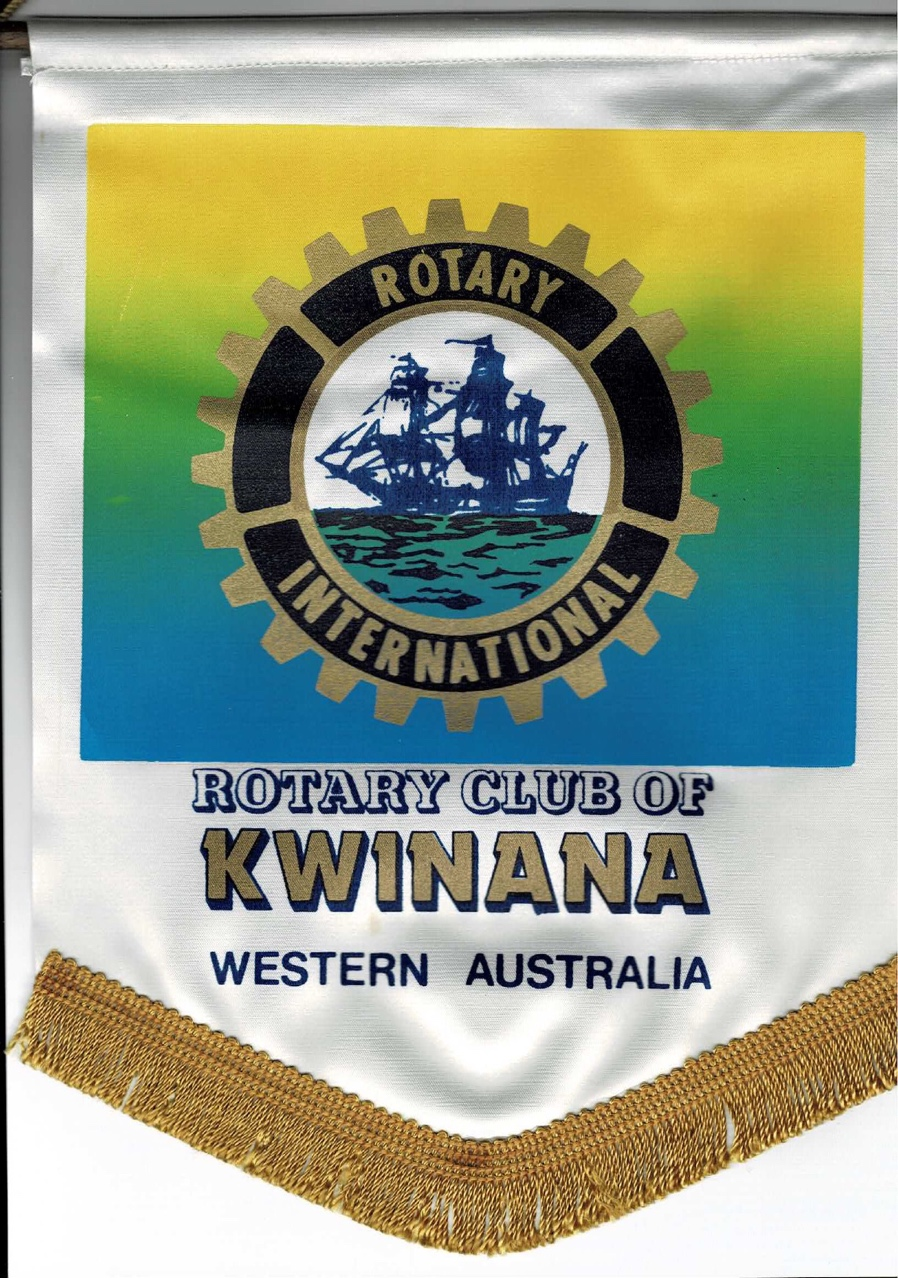 ROTARY
INTERNATIONAL
ROTARY CLUB OF
KWINANA
WESTERN AUSTRALIA